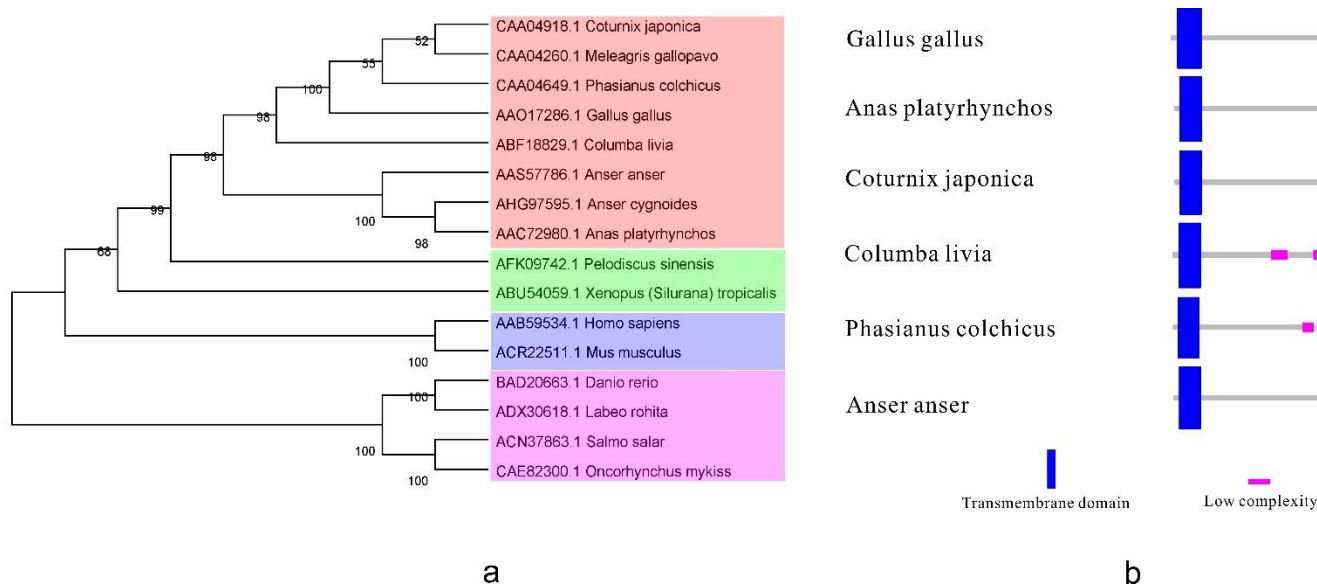 CAA04918.1 Coturnix japonica
CAA04260.1 Meleagris gallopavo
CAA04649.1 Phasianus colchicus
AAO17286.1 Gallus gallus
ABF18829.1 Columba livia
AAS57786.1 Anser anser
AHG97595.1 Anser cygnoides
AAC72980.1 Anas platyrhynchos
AFK09742.1 Pelodiscus sinensis
ABU54059.1 Xenopus (Silurana) tropicalis
AAB59534.1 Homo sapiens
ACR22511.1 Mus musculus
BAD20663.1 Danio rerio
ADX30618.1 Labeo rohita
ACN37863.1 Salmo salar
CAE82300.1 Oncorhynchus mykiss
52
55
100
98
98
100
98
99
68
100
100
100
100
a
Gallus gallus
Anas platyrhynchos
Coturnix japonica
Columba livia
Phasianus colchicus
Anser anser
Transmembrane domain
Low complexity
b